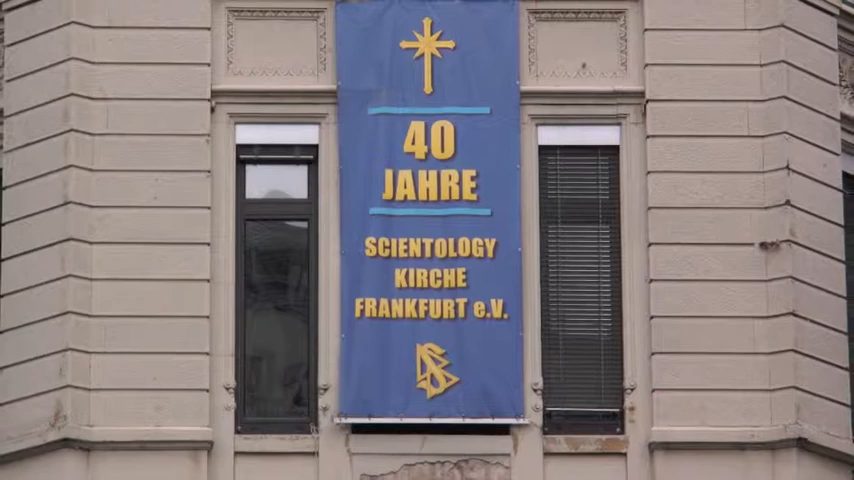 40
JAHRE
SCIENTOLOGY
KIRCHE
FRANKFURT e.V.